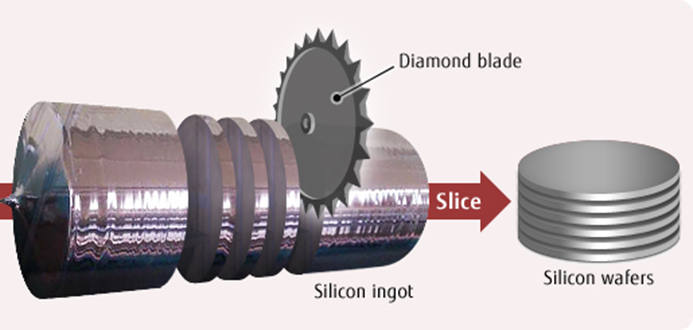 Diamond blade
Slice
Silicon wafers
Silicon ingot